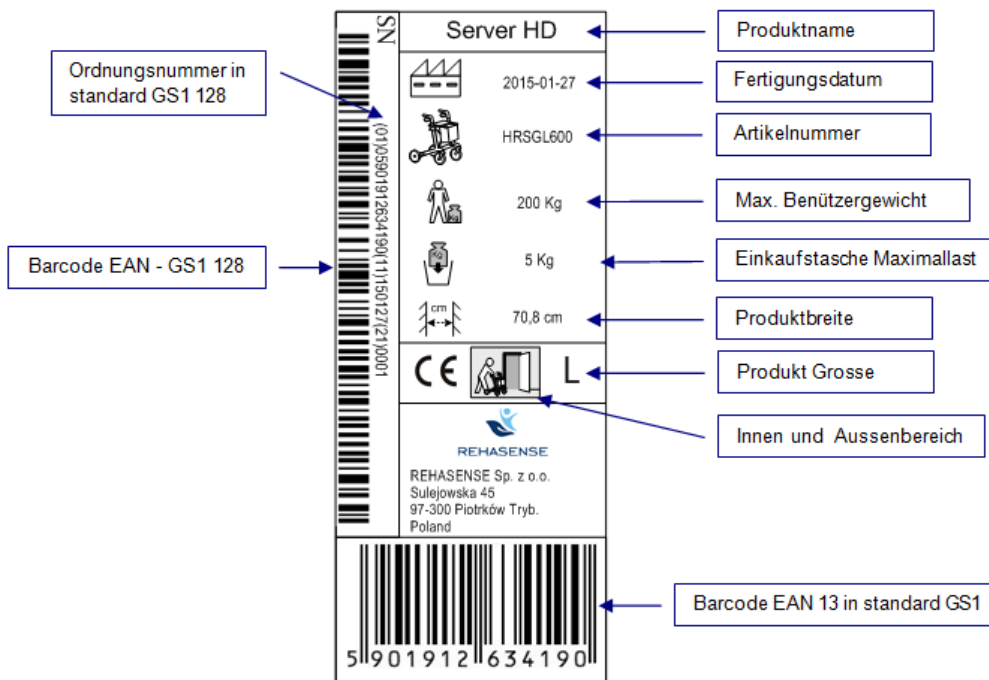 Server HD
SN
2015-01-27
HRSGL600
200 Kg
KG
5 Kg
cm
70,8 cm
CE
L
REHASENSE
REHASENSE Sp. z o.o.
Sulejowska 45
97-300 Piotrków Tryb.
Poland
(01)05901912634190(11)150127(21)0001
5 901912 634190
Ordnungsnummer in
standard GS1 128
Barcode EAN - GS1 128
Produktname
Fertigungsdatum
Artikelnummer
Max. Benützergewicht
Einkaufstasche Maximallast
Produktbreite
Produkt Grosse
Innen und Aussenbereich
Barcode EAN 13 in standard GS1